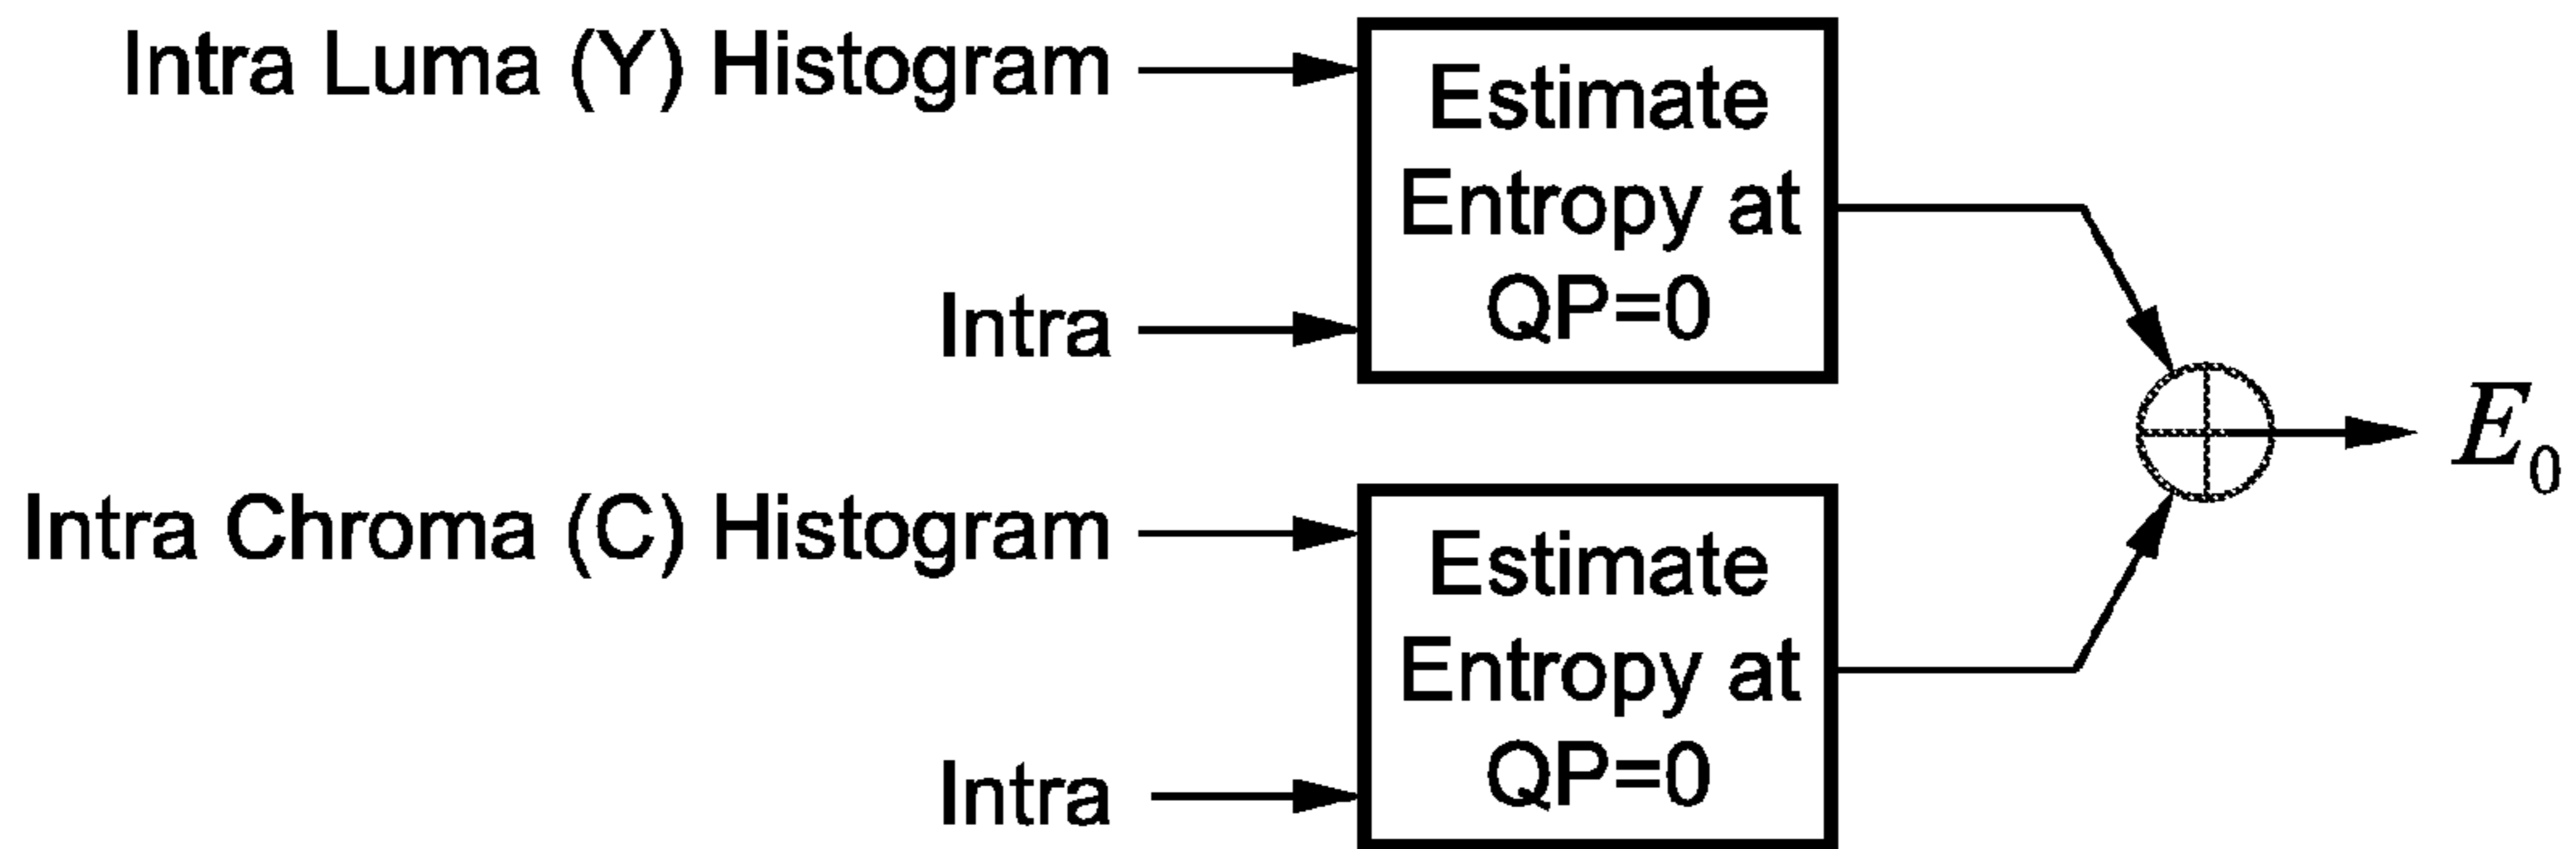 Intra Luma (Y) Histogram
Estimate
Entropy at
QP=0
Intra
E₀
Intra Chroma (C) Histogram
Estimate
Entropy at
QP=0
Intra